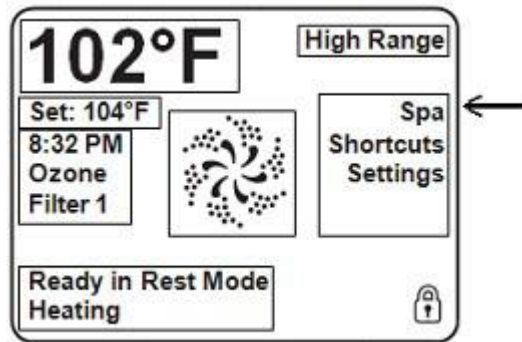 102°F
High Range
Set: 104°F
8:32 PM
Ozone
Filter 1
Spa
Shortcuts
Settings
Ready in Rest Mode
Heating